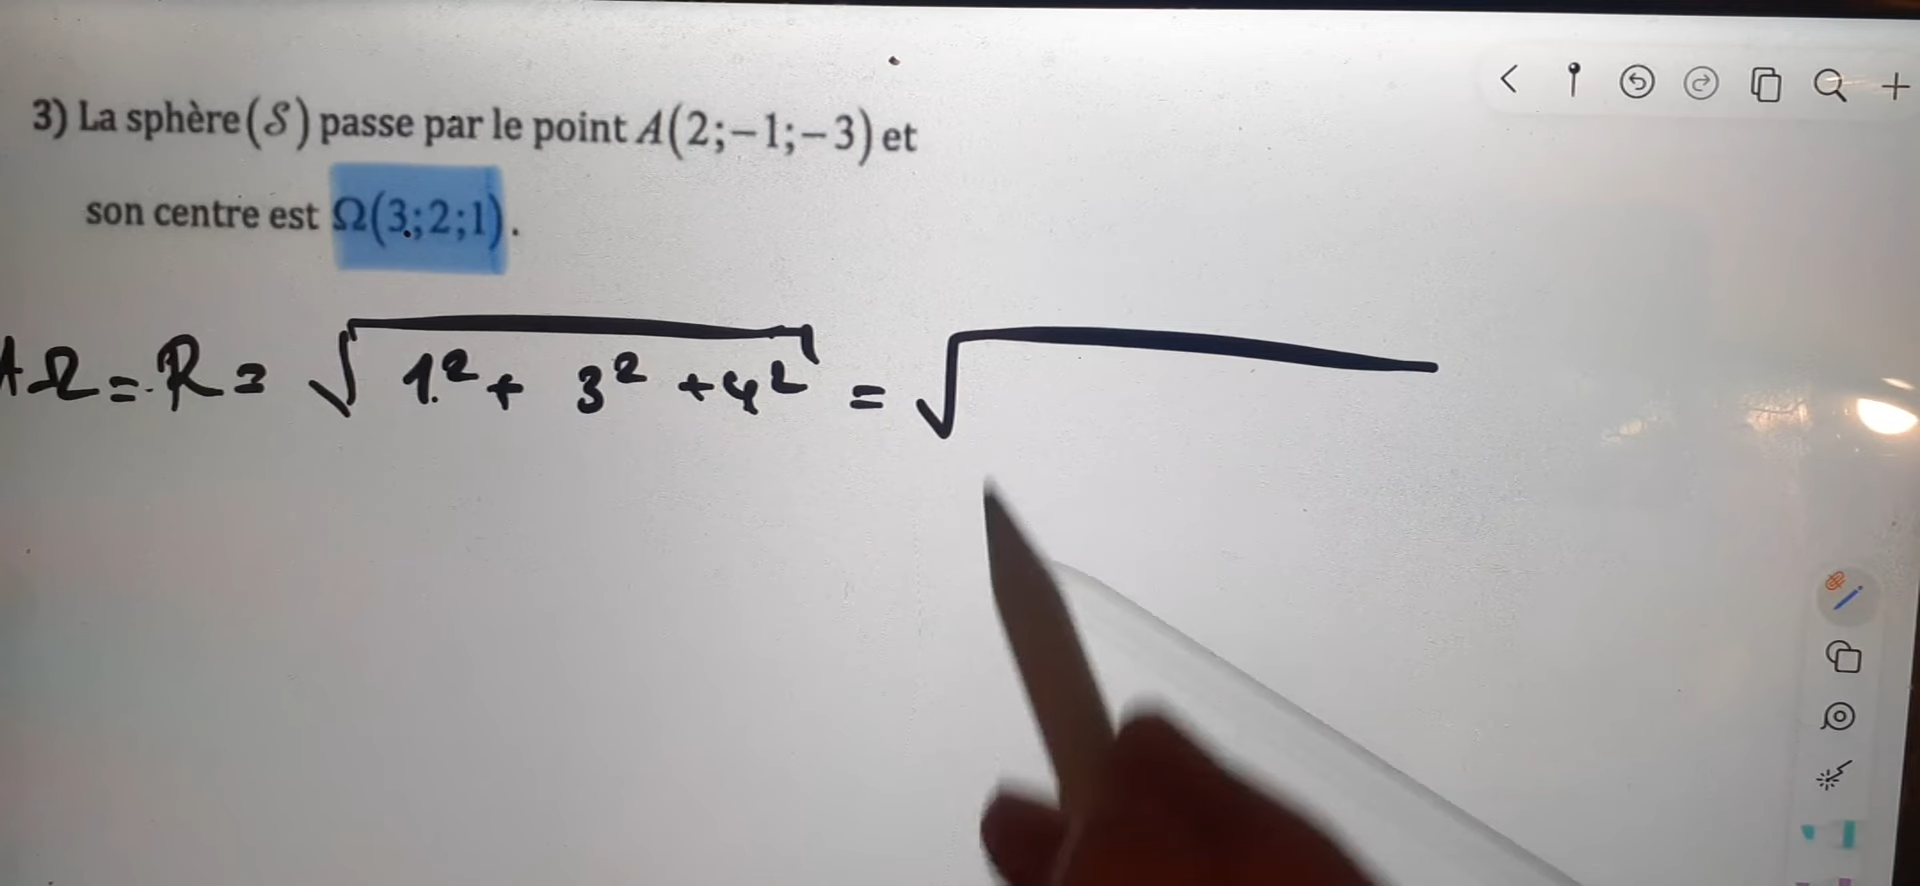 3) La sphère (S) passe par le point A(2;-1;-3) et
son centre est Ω(3;2;1).
AΩ = R = √(1² + 3² + 4²) = √